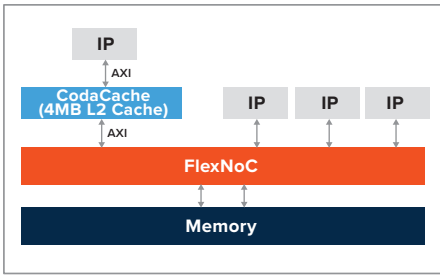 IP
AXI
CodaCache
(4MB L2 Cache)
IP
IP
IP
AXI
FlexNoC
Memory